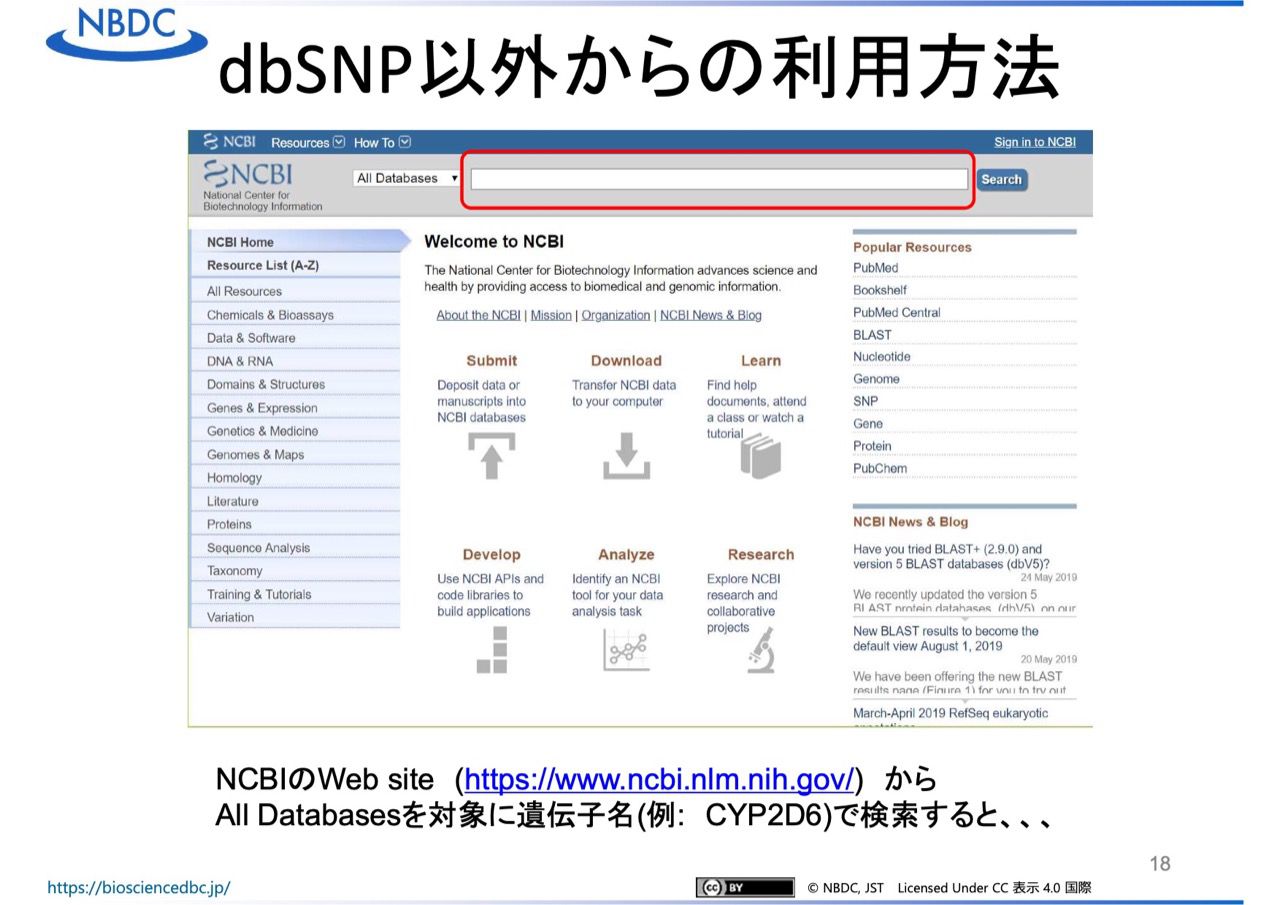 NBDC
dbSNP以外からの利用方法
NCBI Resources How To Sign in to NCBI
NCBI
National Center for
Biotechnology Information
All Databases Search
NCBI Home
Resource List (A-Z)
All Resources
Chemicals & Bioassays
Data & Software
DNA & RNA
Domains & Structures
Genes & Expression
Genetics & Medicine
Genomes & Maps
Homology
Literature
Proteins
Sequence Analysis
Taxonomy
Training & Tutorials
Variation
Welcome to NCBI
The National Center for Biotechnology Information advances science and
health by providing access to biomedical and genomic information.
About the NCBI | Mission | Organization | NCBI News & Blog
Submit
Deposit data or
manuscripts into
NCBI databases
Download
Transfer NCBI data
to your computer
Learn
Find help
documents, attend
a class or watch a
tutorial
Develop
Use NCBI APIs and
code libraries to
build applications
Analyze
Identify an NCBI
tool for your data
analysis task
Research
Explore NCBI
research and
collaborative
projects
Popular Resources
PubMed
Bookshelf
PubMed Central
BLAST
Nucleotide
Genome
SNP
Gene
Protein
PubChem
NCBI News & Blog
Have you tried BLAST+ (2.9.0) and
version 5 BLAST databases (dbV5)?
24 May 2019
We recently updated the version 5
BLAST protein databases (dbV5) on our
New BLAST results to become the
default view August 1, 2019
20 May 2019
We have been offering the new BLAST
results page (Figure 1) for you to try out
March-April 2019 RefSeq eukaryotic
NCBIのWeb site (https://www.ncbi.nlm.nih.gov/) から
All Databasesを対象に遺伝子名(例: CYP2D6)で検索すると、、、
18
https://biosciencedbc.jp/
cc BY © NBDC, JST Licensed Under CC 表示 4.0 国際